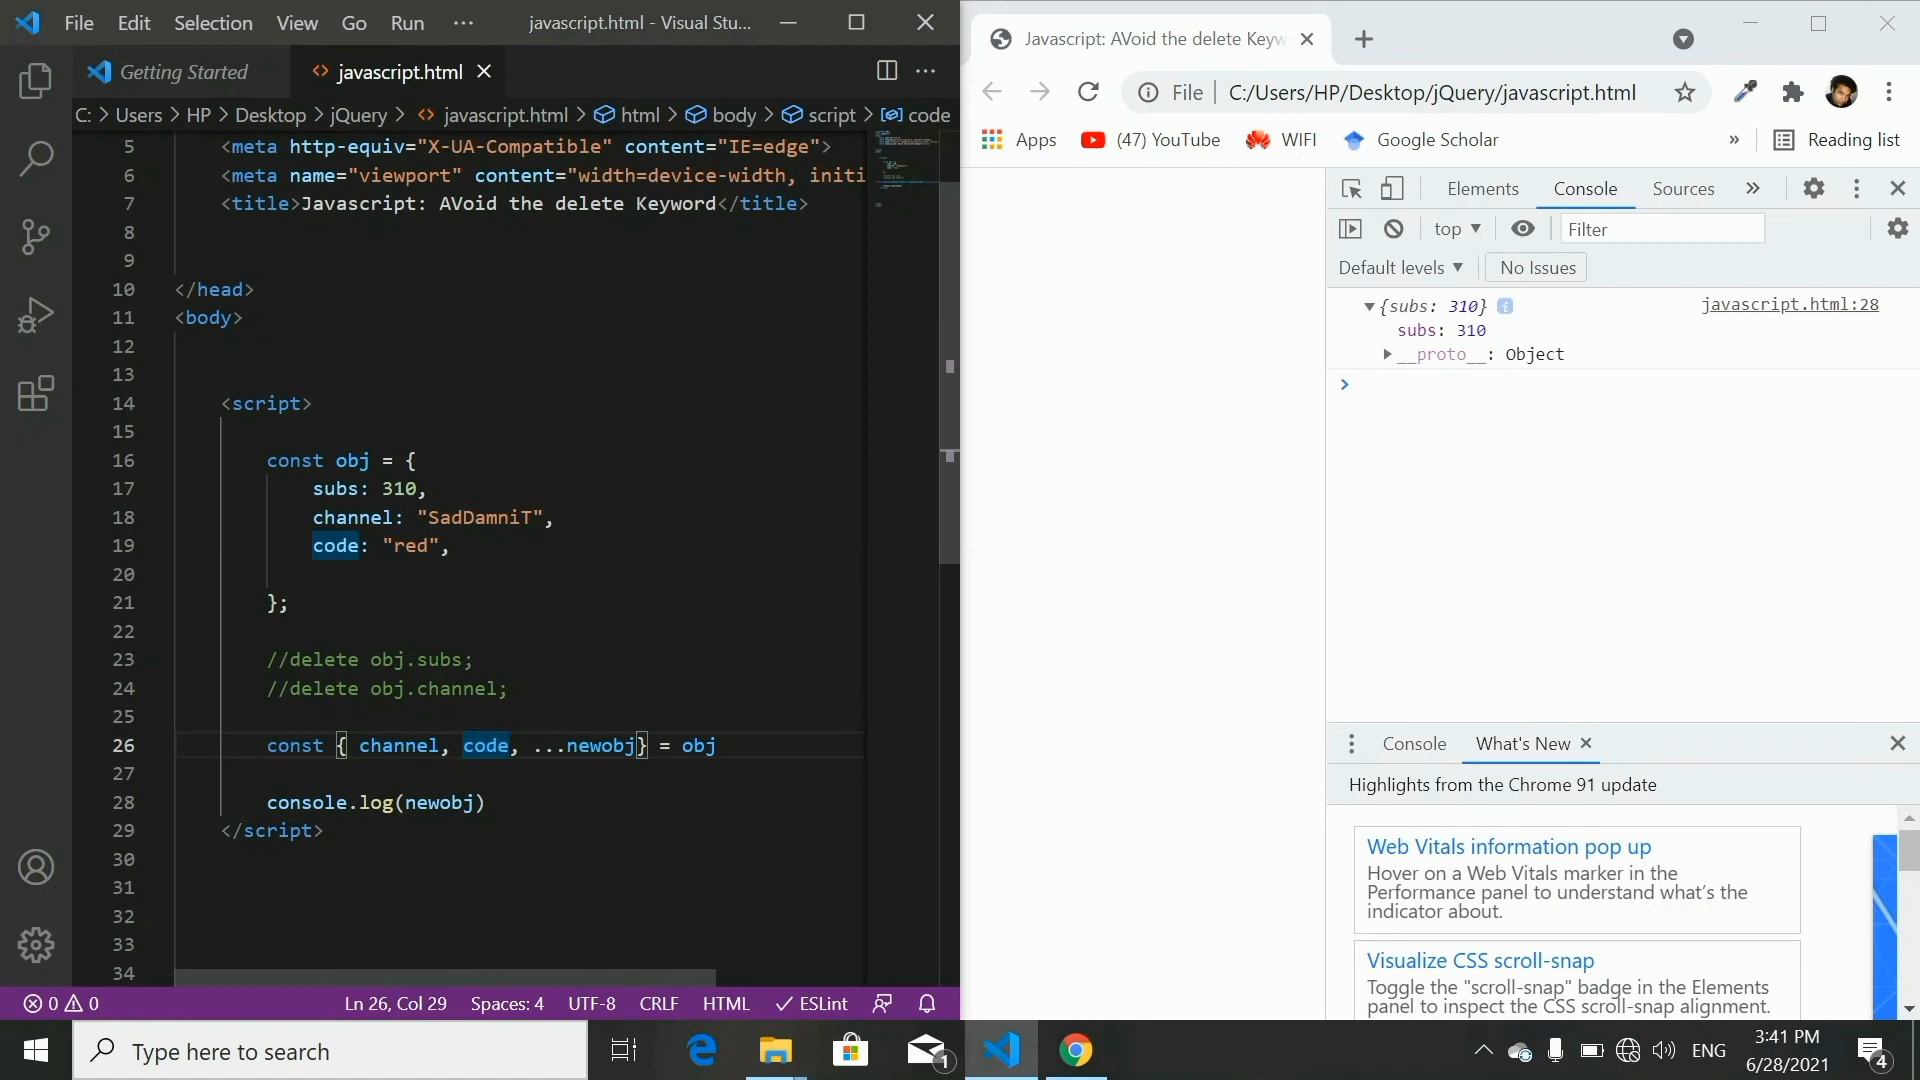 File Edit Selection View Go Run ··· javascript.html - Visual Stu...
Getting Started
javascript.html
C: > Users > HP > Desktop > jQuery > javascript.html > html > body > script > code
5 <meta http-equiv="X-UA-Compatible" content="IE=edge">
6 <meta name="viewport" content="width=device-width, initi
7 <title>Javascript: AVoid the delete Keyword</title>
8
9
10 </head>
11 <body>
12
13
14 <script>
15
16 const obj = {
17 subs: 310,
18 channel: "SadDamniT",
19 code: "red",
20
21 };
22
23 //delete obj.subs;
24 //delete obj.channel;
25
26 const { channel, code, ...newobj} = obj
27
28 console.log(newobj)
29 </script>
30
31
32
33
34
0 0 Ln 26, Col 29 Spaces: 4 UTF-8 CRLF HTML ESLint
Javascript: AVoid the delete Keyw
File | C:/Users/HP/Desktop/jQuery/javascript.html
Apps (47) YouTube WIFI Google Scholar » Reading list
Elements Console Sources »
top Filter
Default levels No Issues
{subs: 310} javascript.html:28
subs: 310
__proto__: Object
Console What's New
Highlights from the Chrome 91 update
Web Vitals information pop up
Hover on a Web Vitals marker in the
Performance panel to understand what's the
indicator about.
Visualize CSS scroll-snap
Toggle the "scroll-snap" badge in the Elements
panel to inspect the CSS scroll-snap alignment.
Type here to search
1
ENG
3:41 PM
6/28/2021
4